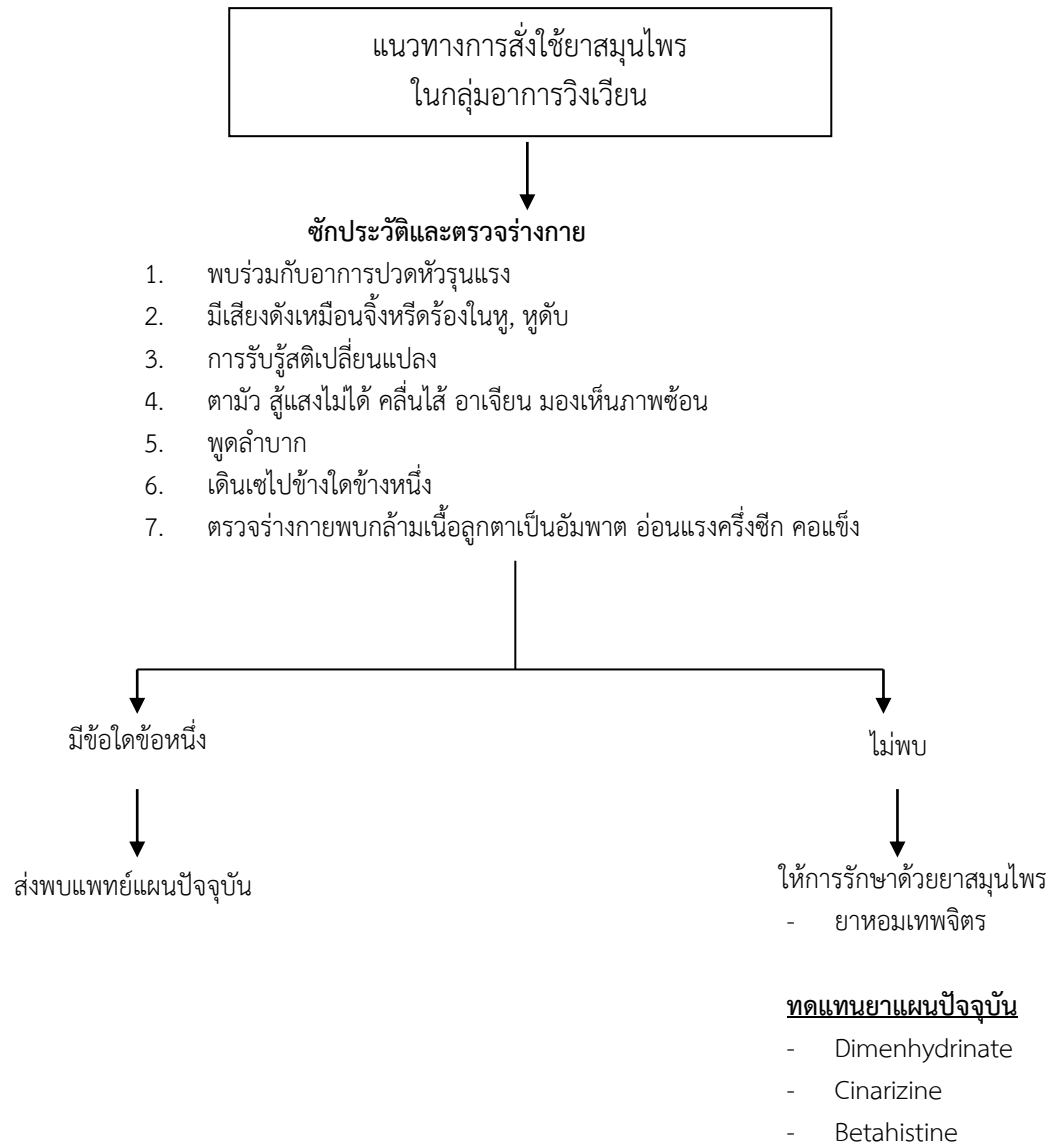 แนวทางการสั่งใช้ยาสมุนไพร
ในกลุ่มอาการวิงเวียน
ซักประวัติและตรวจร่างกาย
1. พบร่วมกับอาการปวดหัวรุนแรง
2. มีเสียงดังเหมือนจิ้งหรีดร้องในหู, หูดับ
3. การรับรู้สติเปลี่ยนแปลง
4. ตามัว สู้แสงไม่ได้ คลื่นไส้ อาเจียน มองเห็นภาพซ้อน
5. พูดลำบาก
6. เดินเซไปข้างใดข้างหนึ่ง
7. ตรวจร่างกายพบกล้ามเนื้อลูกตาเป็นอัมพาต อ่อนแรงครึ่งซีก คอแข็ง
มีข้อใดข้อหนึ่ง
ไม่พบ
ส่งพบแพทย์แผนปัจจุบัน
ให้การรักษาด้วยยาสมุนไพร
- ยาหอมเทพจิตร
ทดแทนยาแผนปัจจุบัน
- Dimenhydrinate
- Cinarizine
- Betahistine